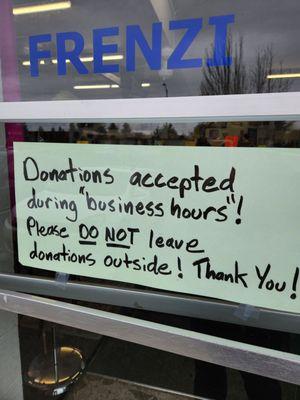 FRENZI
Donations accepted
during "business hours"!
Please DO NOT leave
donations outside! Thank You!